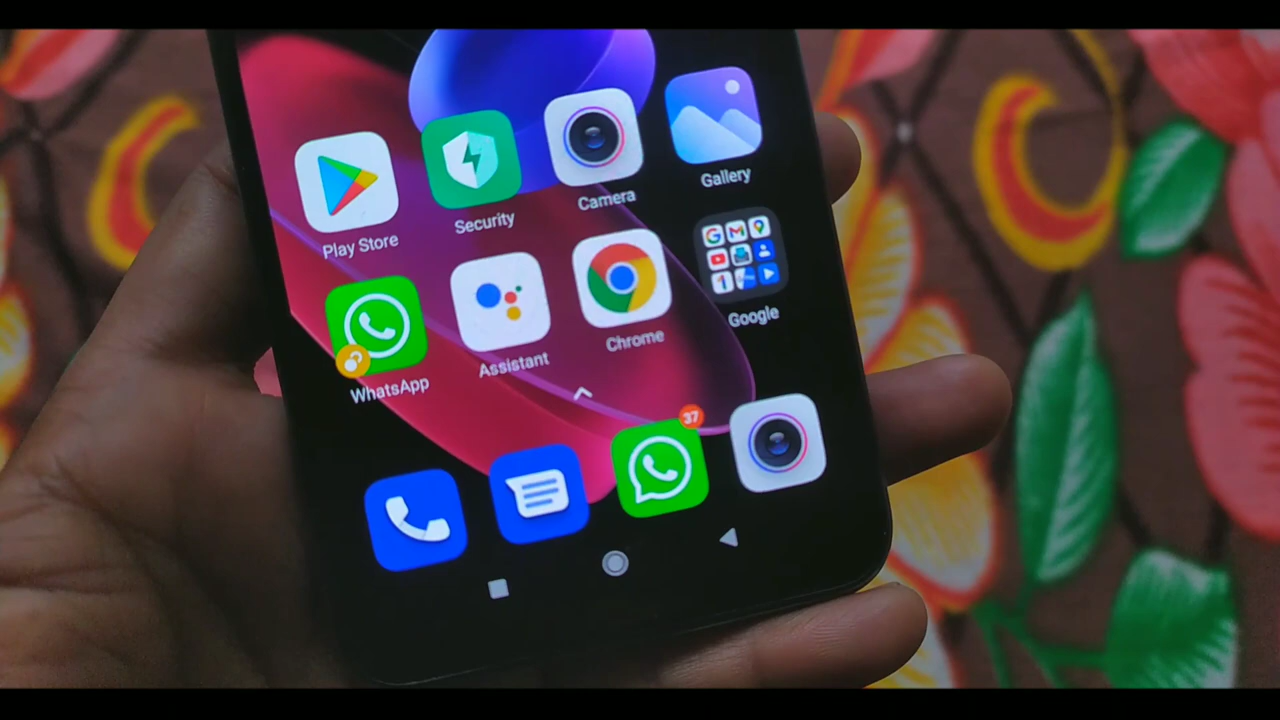 Play Store
Security
Camera
Gallery
WhatsApp
Assistant
Chrome
Google
37